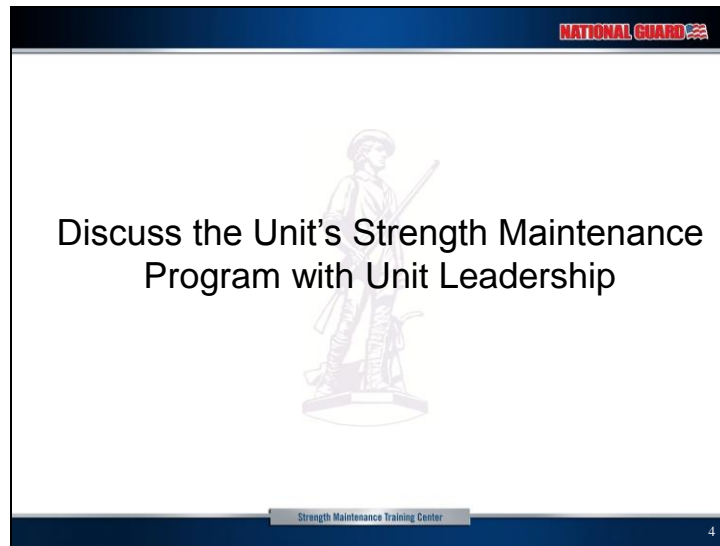 NATIONAL GUARD
Discuss the Unit’s Strength Maintenance
Program with Unit Leadership
Strength Maintenance Training Center
4